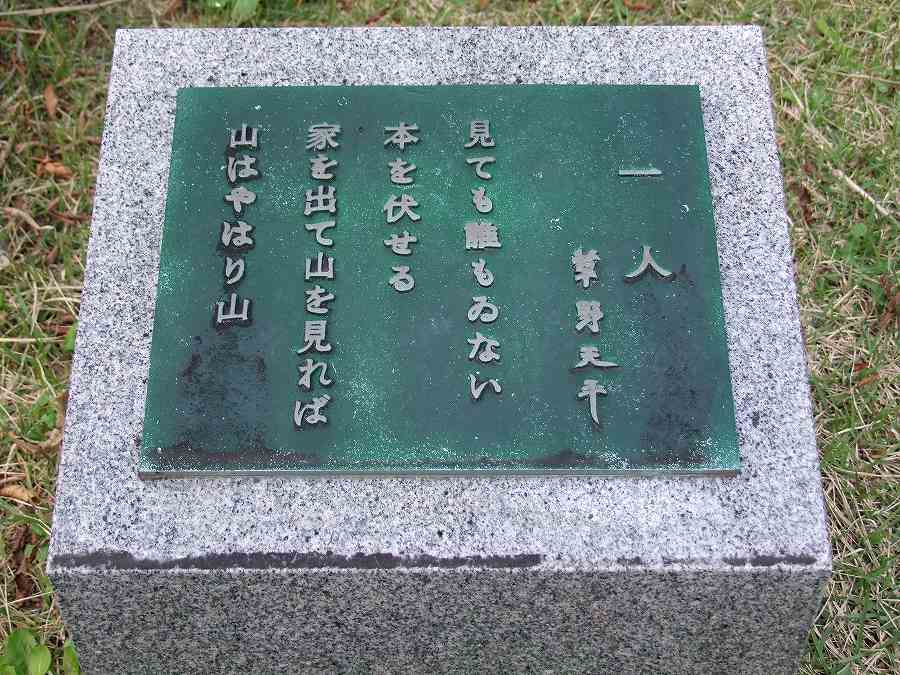 一人
草野天平
見ても誰もゐない
本を伏せる
家を出て山を見れば
山はやはり山